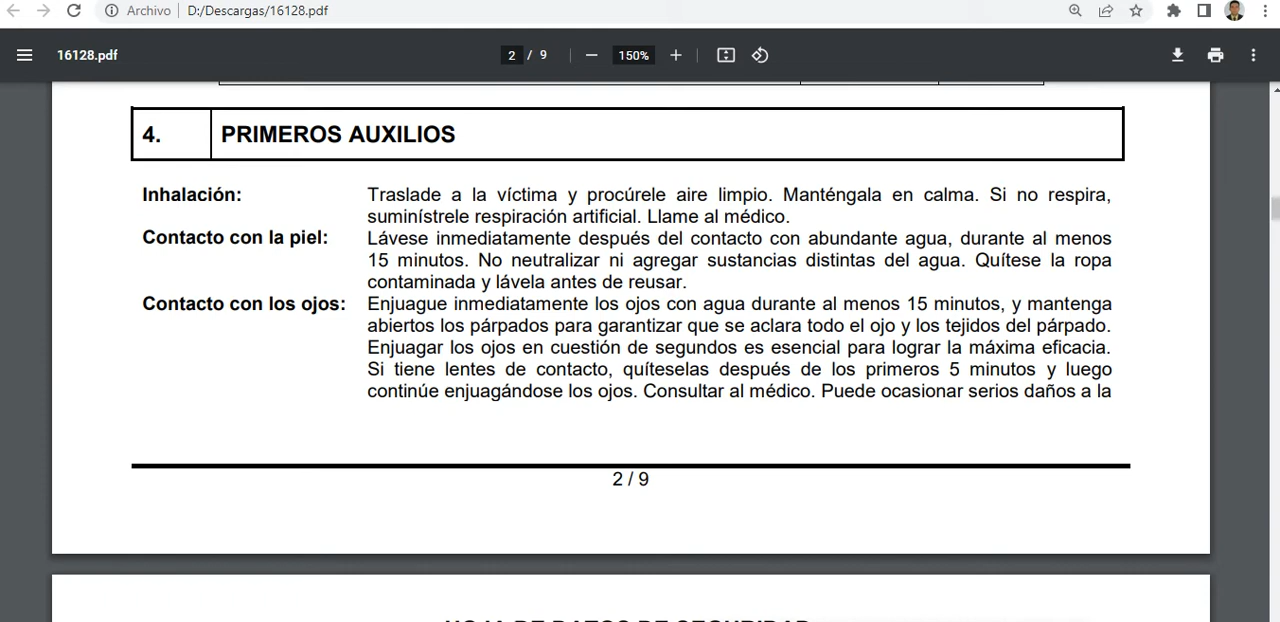 Archivo D:/Descargas/16128.pdf
16128.pdf 2 / 9 150%
4. PRIMEROS AUXILIOS
Inhalación: Traslade a la víctima y procúrele aire limpio. Manténgala en calma. Si no respira,
suminístrele respiración artificial. Llame al médico.
Contacto con la piel: Lávese inmediatamente después del contacto con abundante agua, durante al menos
15 minutos. No neutralizar ni agregar sustancias distintas del agua. Quítese la ropa
contaminada y lávela antes de reusar.
Contacto con los ojos: Enjuague inmediatamente los ojos con agua durante al menos 15 minutos, y mantenga
abiertos los párpados para garantizar que se aclara todo el ojo y los tejidos del párpado.
Enjuagar los ojos en cuestión de segundos es esencial para lograr la máxima eficacia.
Si tiene lentes de contacto, quíteselas después de los primeros 5 minutos y luego
continúe enjuagándose los ojos. Consultar al médico. Puede ocasionar serios daños a la
2 / 9
HOJA DE DATOS DE SEGURIDAD